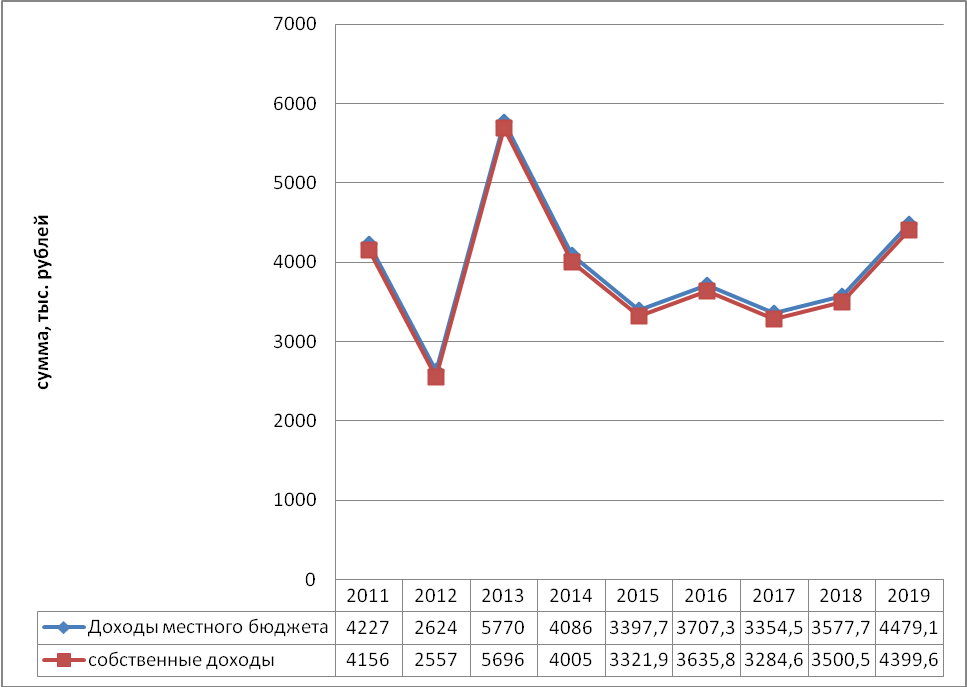 7000
6000
5000
4000
3000
2000
1000
0
сумма, тыс. рублей
2011 2012 2013 2014 2015 2016 2017 2018 2019
Доходы местного бюджета 4227 2624 5770 4086 3397,7 3707,3 3354,5 3577,7 4479,1
собственные доходы 4156 2557 5696 4005 3321,9 3635,8 3284,6 3500,5 4399,6